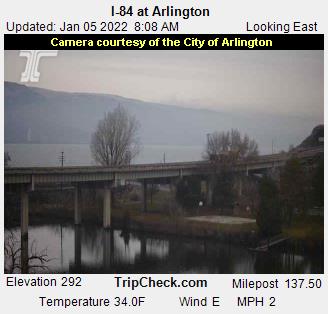 I-84 at Arlington
Updated: Jan 05 2022 8:08 AM Looking East
Camera courtesy of the City of Arlington
Elevation 292 TripCheck.com Milepost 137.50
Temperature 34.0F Wind E MPH 2